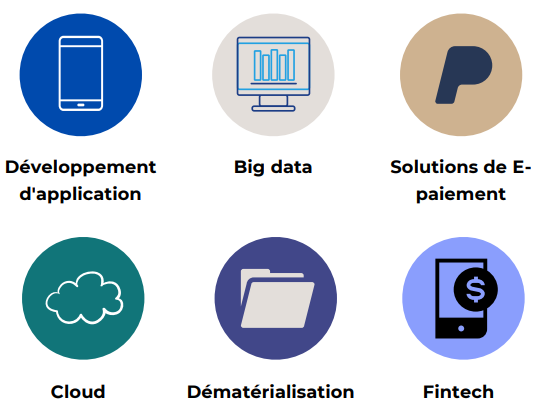 Développement
d'application
Big data
Solutions de E-
paiement
Cloud
Dématérialisation
Fintech